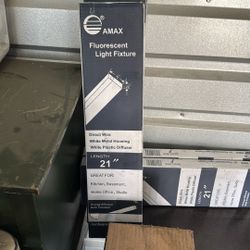 ®
AMAX
Fluorescent
Light Fixture
Direct Wire
White Metal Housing
White Plastic Diffuser
LENGTH
21"
GREAT FOR:
Kitchen, Basement,
Home Office, Studio
21"